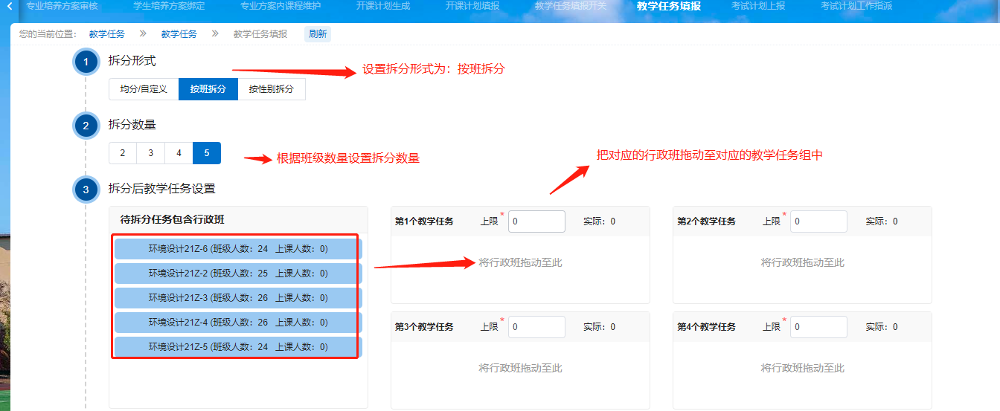 专业培养方案审核 学生培养方案绑定 专业方案内课程维护 开课计划生成 开课计划填报 教学任务填报开关 教学任务填报 考试计划上报 考试计划工作指派
您的当前位置： 教学任务 教学任务 教学任务填报 刷新
1 拆分形式
设置拆分形式为：按班拆分
均分/自定义 按班拆分 按性别拆分
2 拆分数量
2 3 4 5
根据班级数量设置拆分数量
把对应的行政班拖动至对应的教学任务组中
3 拆分后教学任务设置
待拆分任务包含行政班
环境设计21Z-6 (班级人数：24 上课人数：0)
环境设计21Z-2 (班级人数：25 上课人数：0)
环境设计21Z-3 (班级人数：26 上课人数：0)
环境设计21Z-4 (班级人数：26 上课人数：0)
环境设计21Z-5 (班级人数：24 上课人数：0)
第1个教学任务 上限* 0 实际：0
将行政班拖动至此
第2个教学任务 上限* 0 实际：0
将行政班拖动至此
第3个教学任务 上限* 0 实际：0
将行政班拖动至此
第4个教学任务 上限* 0 实际：0
将行政班拖动至此